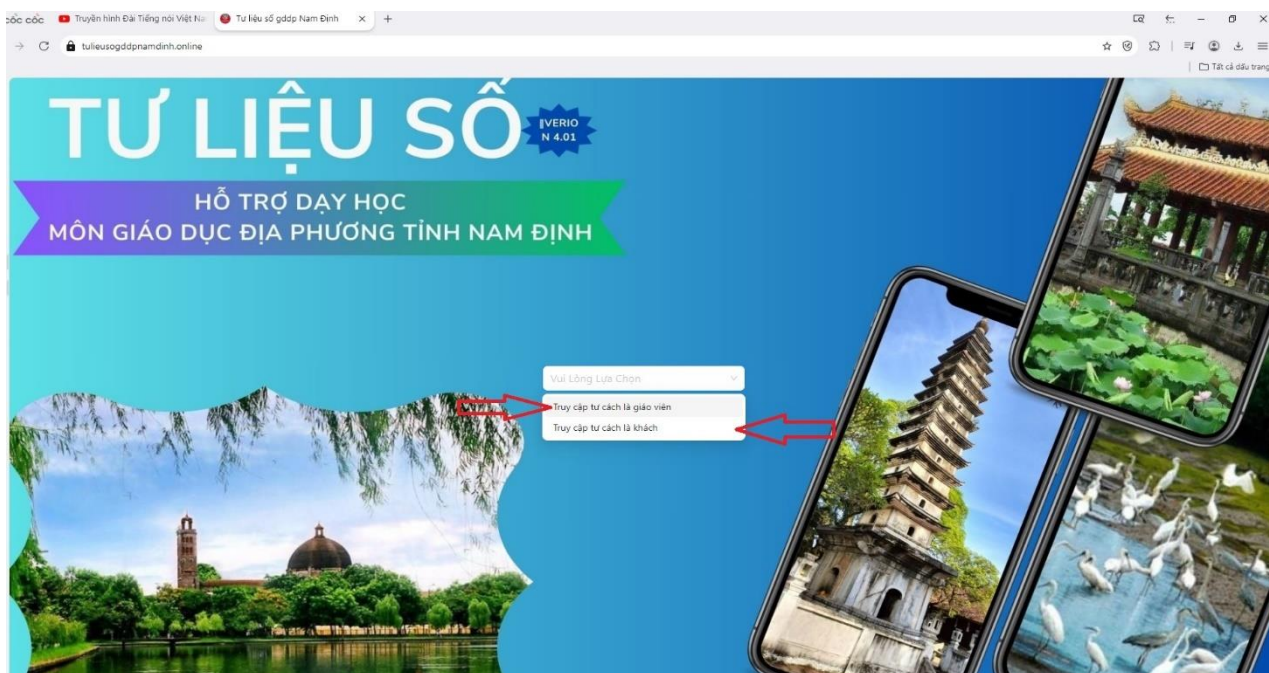 cốc cốc
Truyền hình Đài Tiếng nói Việt Na
Tư liệu số gddp Nam Định
tulieusogddpnamdinh.online
Tất cả dấu trang
TƯ LIỆU SỐ
VERIO
N 4.01
HỖ TRỢ DẠY HỌC
MÔN GIÁO DỤC ĐỊA PHƯƠNG TỈNH NAM ĐỊNH
Vui Lòng Lựa Chọn
Truy cập tư cách là giáo viên
Truy cập tư cách là khách